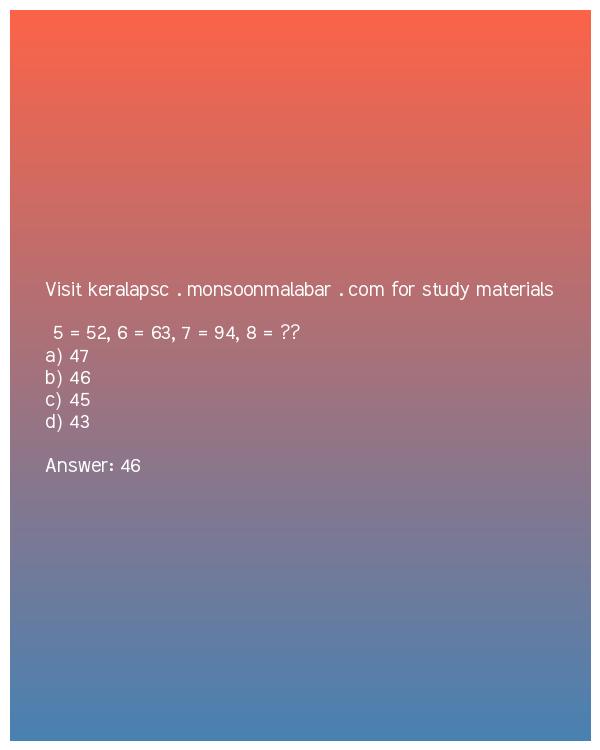 Visit keralapsc . monsoonmalabar . com for study materials
5 = 52, 6 = 63, 7 = 94, 8 = ??
a) 47
b) 46
c) 45
d) 43
Answer: 46